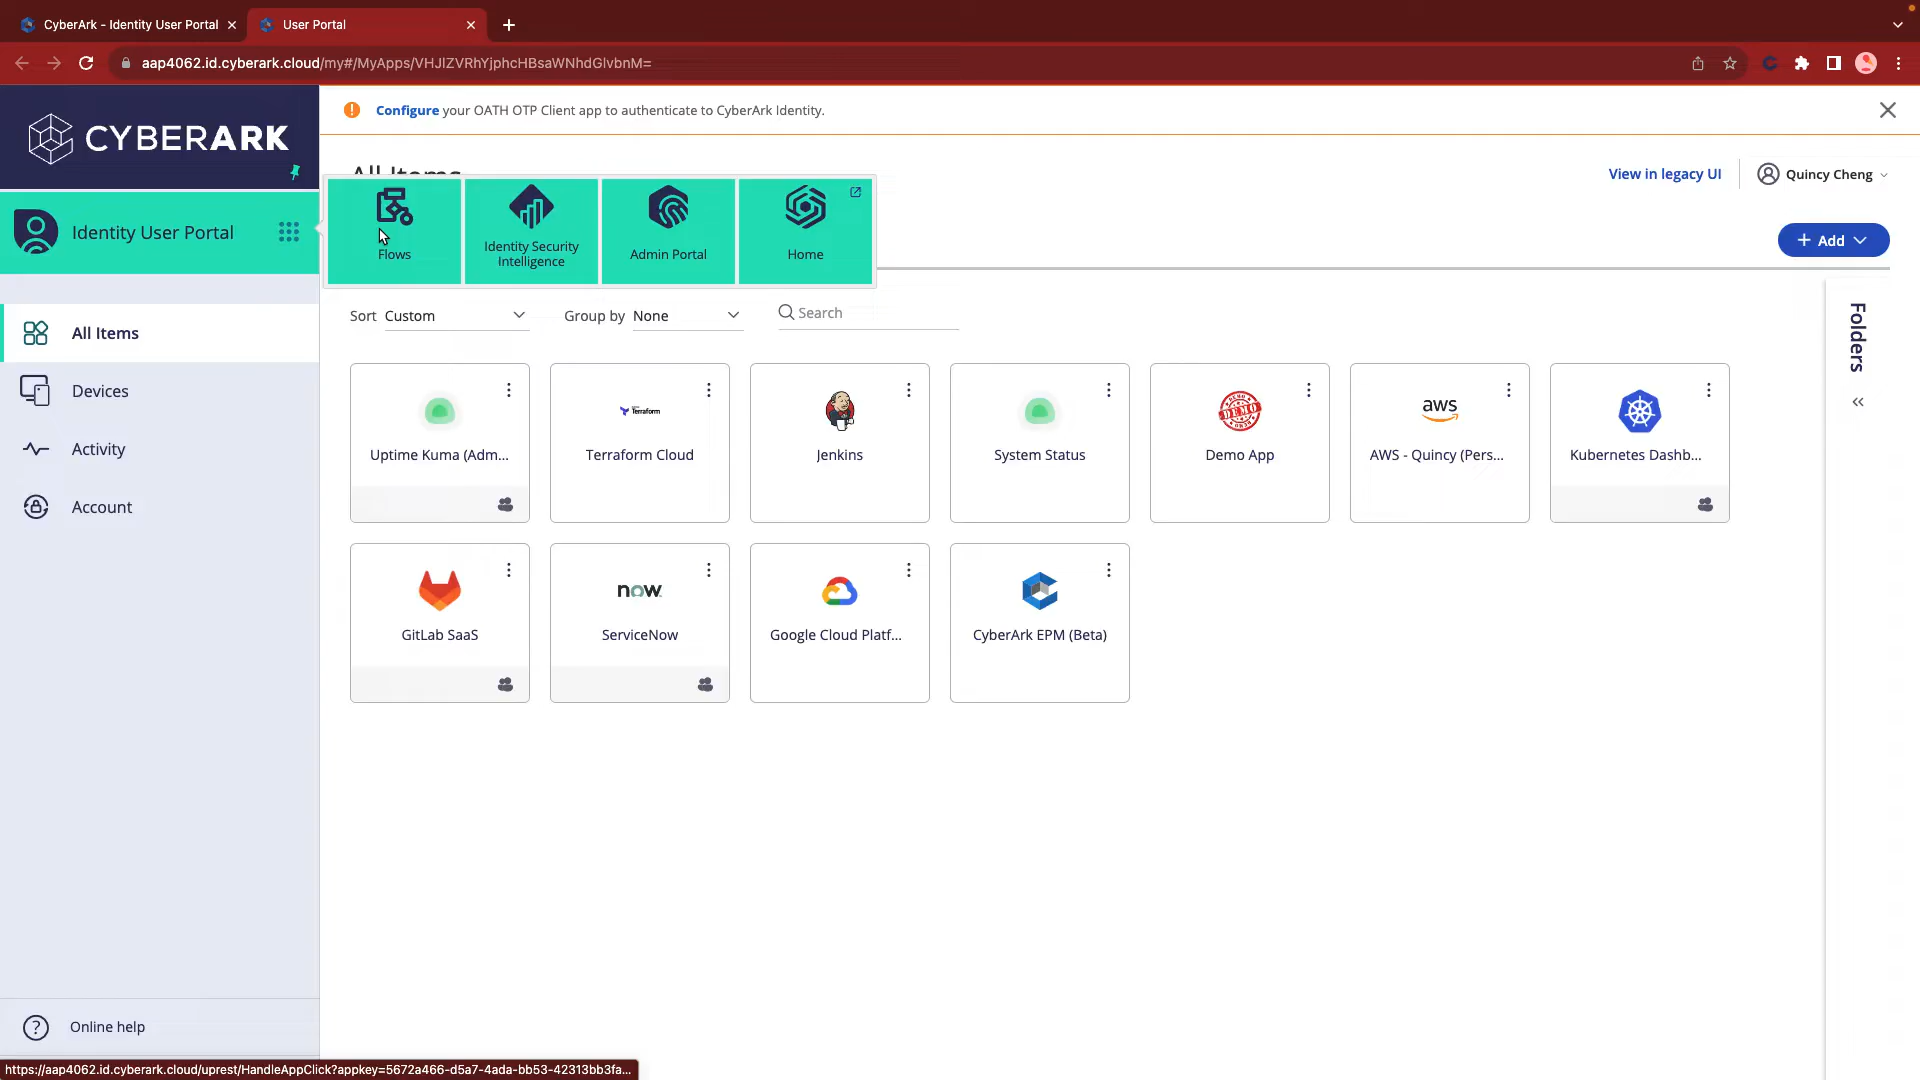 CyberArk - Identity User Portal
User Portal
aap4062.id.cyberark.cloud/my#/MyApps/VHJlZVRhYjphcHBsaWNhdGlvbnM=
CYBERARK
Configure your OATH OTP Client app to authenticate to CyberArk Identity.
All Items
View in legacy UI
Quincy Cheng
Identity User Portal
Flows
Identity Security
Intelligence
Admin Portal
Home
+ Add
Sort Custom
Group by None
Search
Folders
All Items
Devices
Activity
Account
Uptime Kuma (Adm...
Terraform
Terraform Cloud
Jenkins
System Status
DEMO
Demo App
aws
AWS - Quincy (Pers...
Kubernetes Dashb...
GitLab SaaS
now
ServiceNow
Google Cloud Platf...
CyberArk EPM (Beta)
Online help
https://aap4062.id.cyberark.cloud/uprest/HandleAppClick?appkey=5672a466-d5a7-4ada-bb53-42313bb3fa...